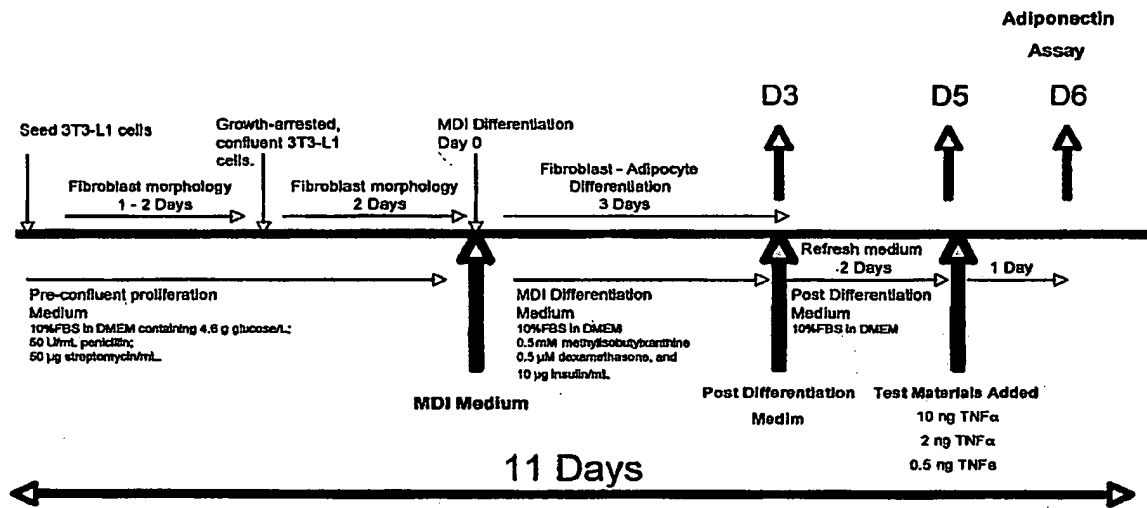 Adiponectin
Assay
D3
D5
D6
Seed 3T3-L1 cells
Growth-arrested,
confluent 3T3-L1
cells.
MDI Differentiation
Day 0
Fibroblast morphology
1 - 2 Days
Fibroblast morphology
2 Days
Fibroblast - Adipocyte
Differentiation
3 Days
Refresh medium
2 Days
1 Day
Pre-confluent proliferation
Medium
10%FBS in DMEM containing 4.6 g glucose/L;
50 U/mL penicillin;
50 µg streptomycin/mL.
MDI Differentiation
Medium
10%FBS in DMEM
0.5mM methylisobutylxanthine
0.5 µM dexamethasone, and
10 µg insulin/mL
Post Differentiation
Medium
10%FBS in DMEM
MDI Medium
Post Differentiation
Medim
Test Materials Added
10 ng TNFα
2 ng TNFα
0.5 ng TNFα
11 Days